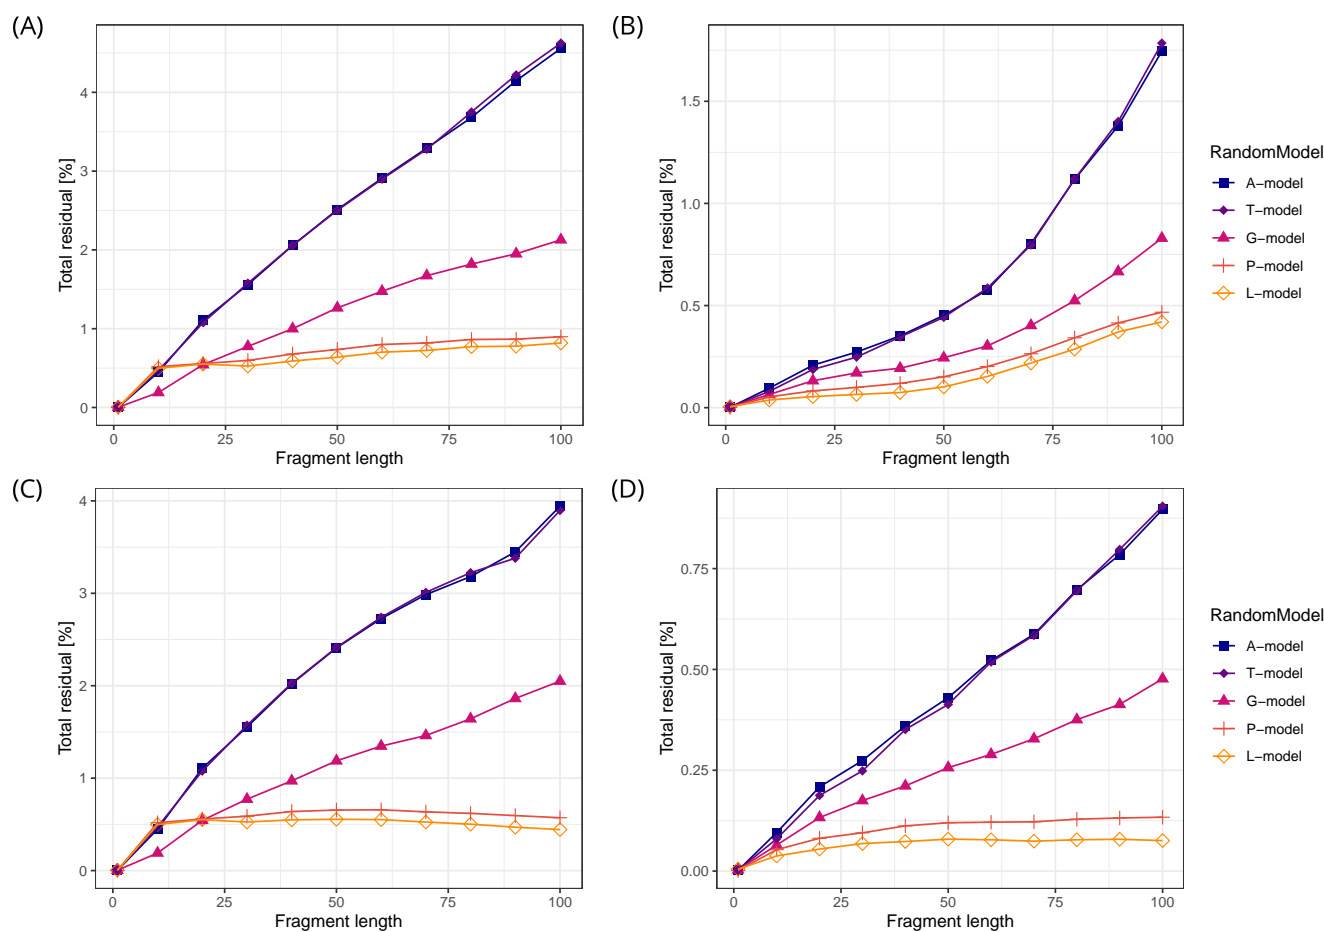 (A)
Total residual [%]
4
3
2
1
0
0 25 50 75 100
Fragment length
(B)
Total residual [%]
1.5
1.0
0.5
0.0
0 25 50 75 100
Fragment length
RandomModel
A−model
T−model
G−model
P−model
L−model
(C)
Total residual [%]
4
3
2
1
0
0 25 50 75 100
Fragment length
(D)
Total residual [%]
0.75
0.50
0.25
0.00
0 25 50 75 100
Fragment length
RandomModel
A−model
T−model
G−model
P−model
L−model